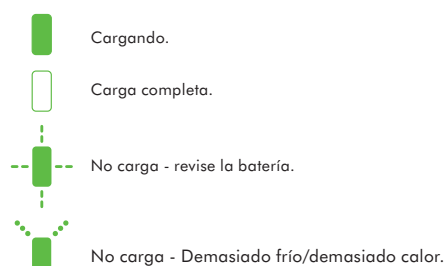 Cargando.
Carga completa.
No carga - revise la batería.
No carga - Demasiado frío/demasiado calor.